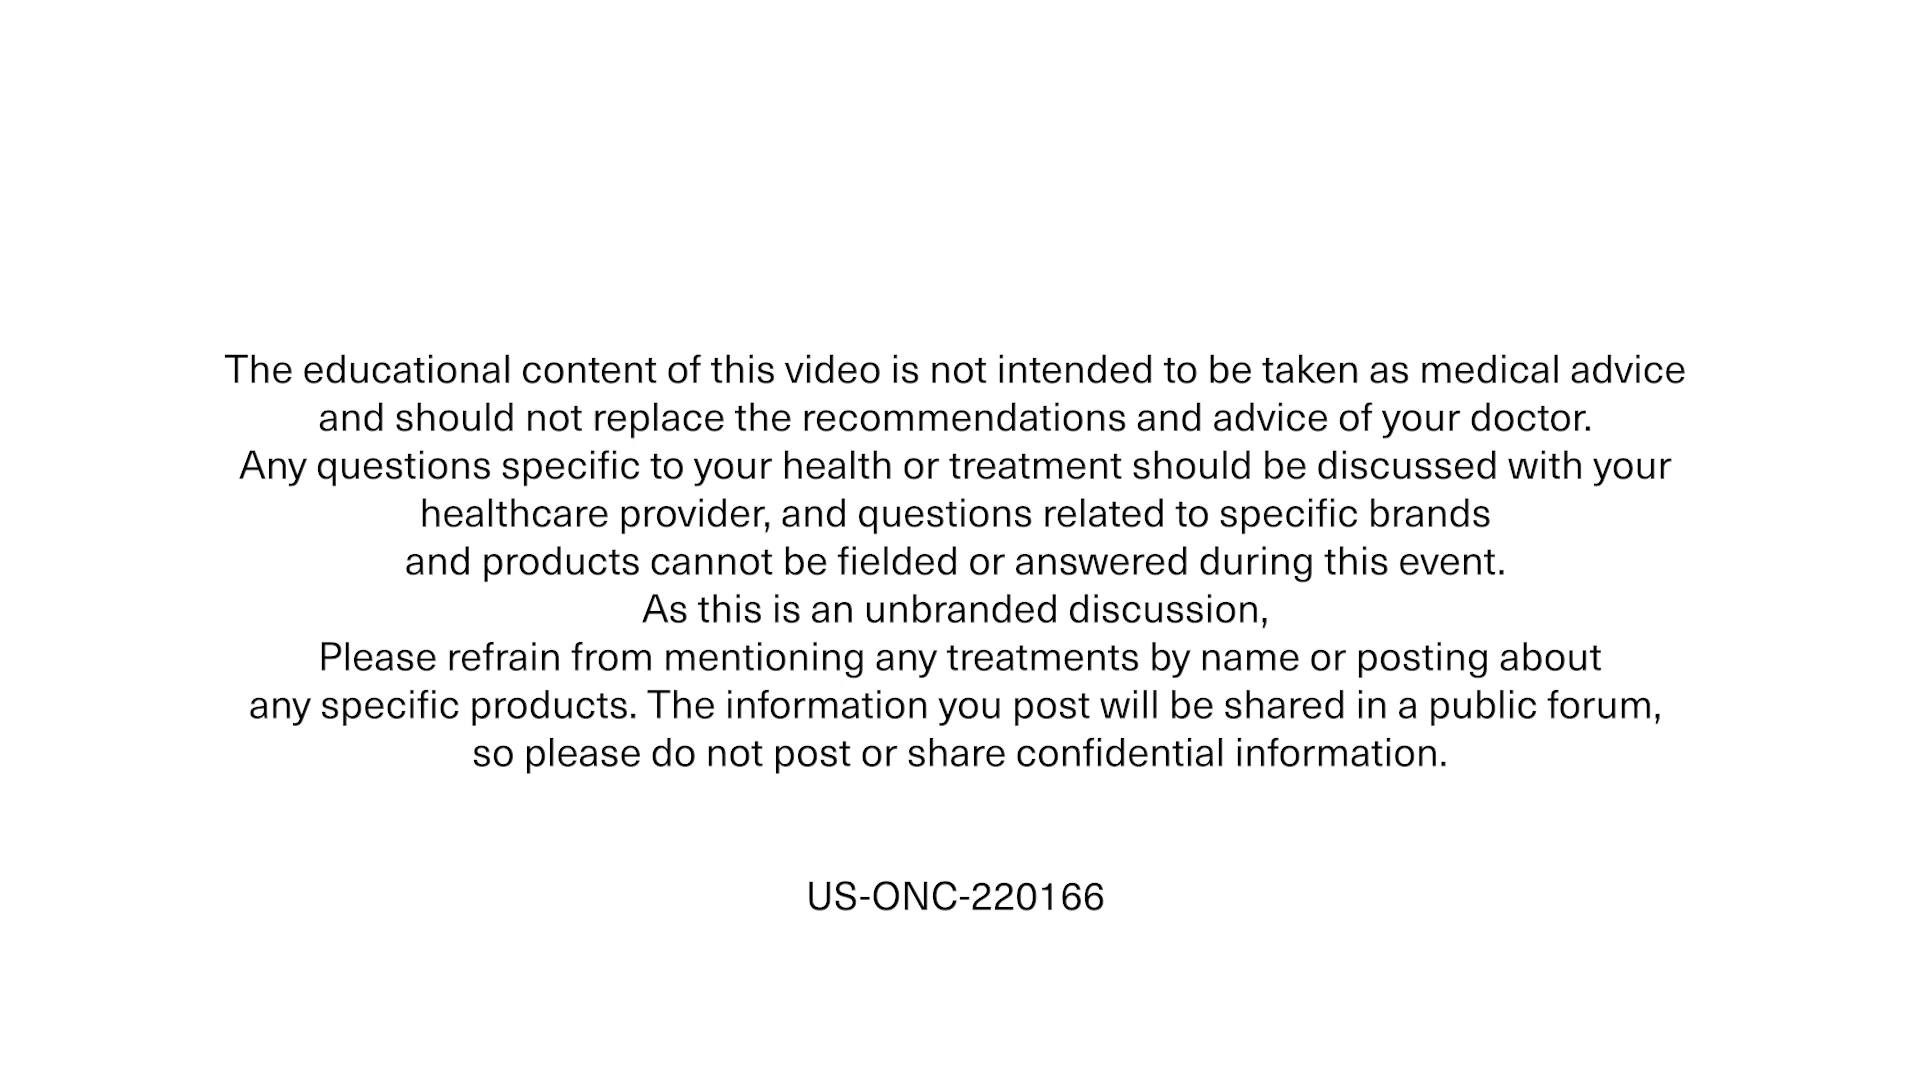 The educational content of this video is not intended to be taken as medical advice
and should not replace the recommendations and advice of your doctor.
Any questions specific to your health or treatment should be discussed with your
healthcare provider, and questions related to specific brands
and products cannot be fielded or answered during this event.
As this is an unbranded discussion,
Please refrain from mentioning any treatments by name or posting about
any specific products. The information you post will be shared in a public forum,
so please do not post or share confidential information.
US-ONC-220166